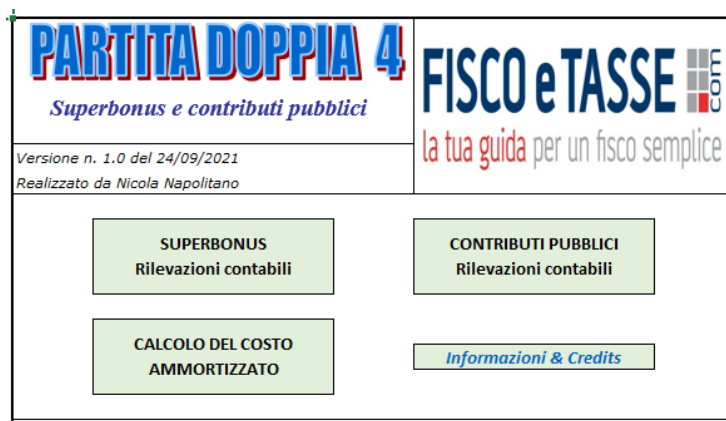 PARTITA DOPPIA 4
Superbonus e contributi pubblici
Versione n. 1.0 del 24/09/2021
Realizzato da Nicola Napolitano
FISCO e TASSE .com
la tua guida per un fisco semplice
SUPERBONUS
Rilevazioni contabili
CONTRIBUTI PUBBLICI
Rilevazioni contabili
CALCOLO DEL COSTO
AMMORTIZZATO
Informazioni & Credits